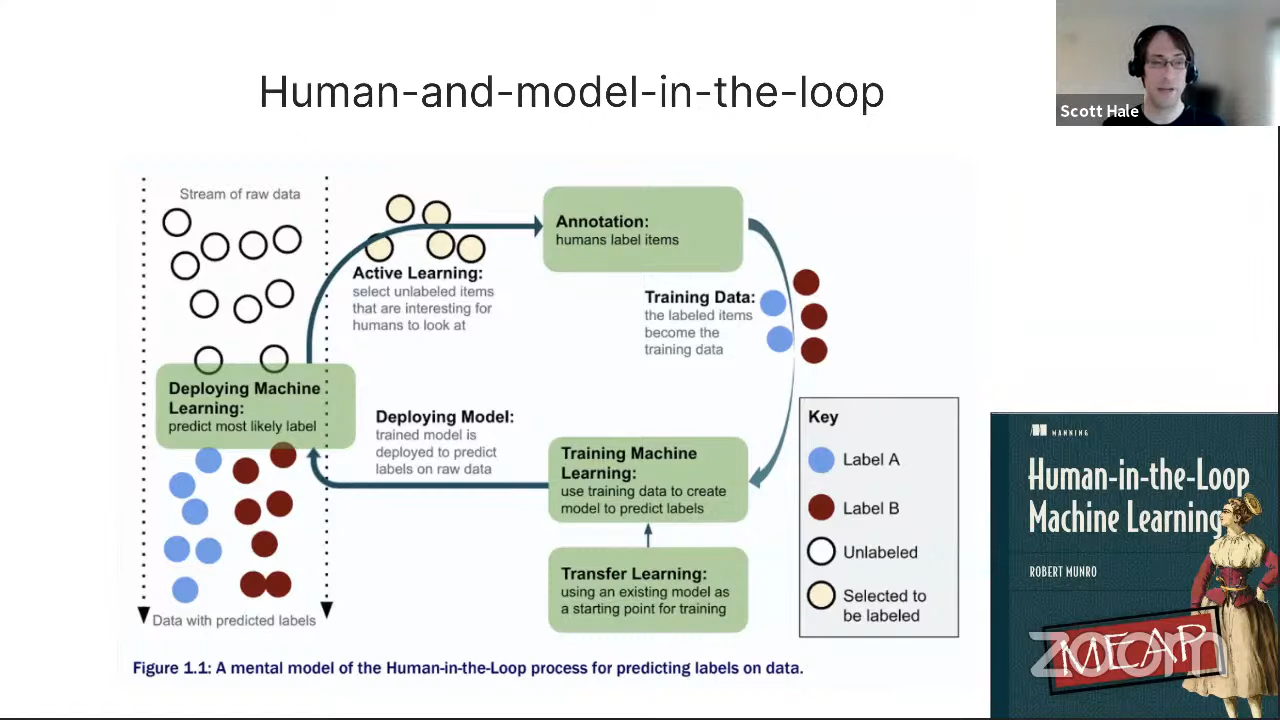 Human-and-model-in-the-loop
Scott Hale
Stream of raw data
Active Learning:
select unlabeled items
that are interesting for
humans to look at
Annotation:
humans label items
Training Data:
the labeled items
become the
training data
Deploying Machine
Learning:
predict most likely label
Deploying Model:
trained model is
deployed to predict
labels on raw data
Training Machine
Learning:
use training data to create
model to predict labels
Transfer Learning:
using an existing model as
a starting point for training
Data with predicted labels
Key
Label A
Label B
Unlabeled
Selected to
be labeled
Figure 1.1: A mental model of the Human-in-the-Loop process for predicting labels on data.
MANNING
Human-in-the-Loop
Machine Learning
ROBERT MUNRO
MEAP
zoom